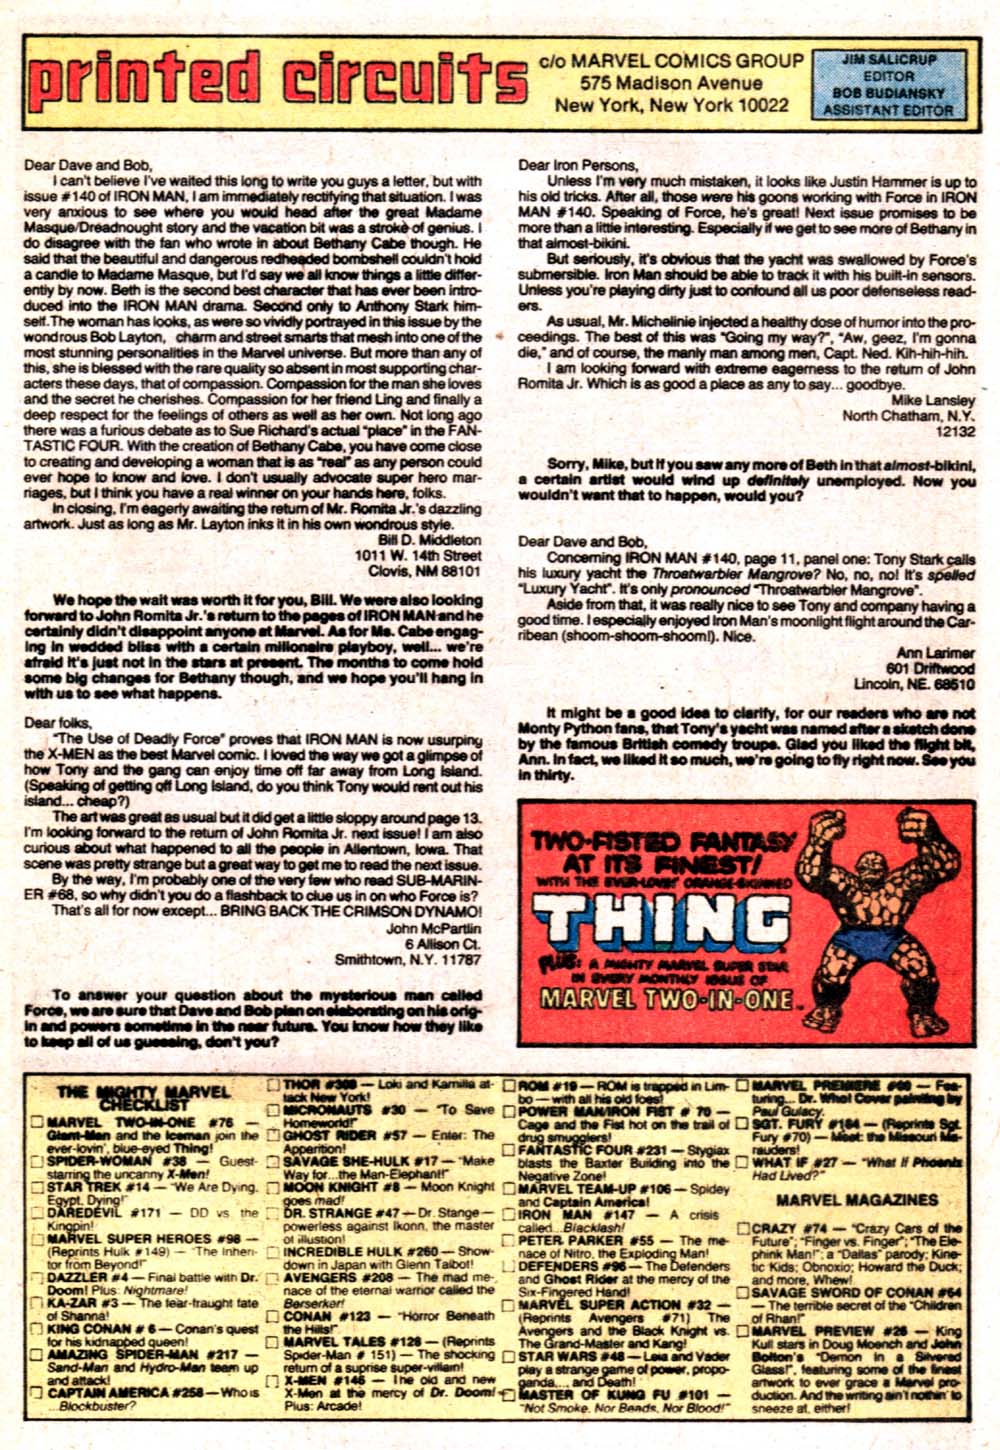 printed circuits
c/o MARVEL COMICS GROUP
575 Madison Avenue
New York, New York 10022
JIM SALICRUP
EDITOR
BOB BUDIANSKY
ASSISTANT EDITOR
Dear Dave and Bob,
I can't believe I've waited this long to write you guys a letter, but with
issue #140 of IRON MAN, I am immediately rectifying that situation. I was
very anxious to see where you would head after the great Madame
Masque/Dreadnought story and the vacation bit was a stroke of genius. I
do disagree with the fan who wrote in about Bethany Cabe though. He
said that the beautiful and dangerous redheaded bombshell couldn't hold
a candle to Madame Masque, but I'd say we all know things a little differ-
ently by now. Beth is the second best character that has ever been intro-
duced into the IRON MAN drama. Second only to Anthony Stark him-
self. The woman has looks, as were so vividly portrayed in this issue by the
wondrous Bob Layton, charm and street smarts that mesh into one of the
most stunning personalities in the Marvel universe. But more than any of
this, she is blessed with the rare quality so absent in most supporting char-
acters these days, that of compassion. Compassion for the man she loves
and the secret he cherishes. Compassion for her friend Ling and finally a
deep respect for the feelings of others as well as her own. Not long ago
there was a furious debate as to Sue Richard's actual "place" in the FAN-
TASTIC FOUR. With the creation of Bethany Cabe, you have come close
to creating and developing a woman that is as "real" as any person could
ever hope to know and love. I don't usually advocate super hero mar-
riages, but I think you have a real winner on your hands here, folks.
In closing, I'm eagerly awaiting the return of Mr. Romita Jr.'s dazzling
artwork. Just as long as Mr. Layton inks it in his own wondrous style.
Bill D. Middleton
1011 W. 14th Street
Clovis, NM 88101
We hope the wait was worth it for you, Bill. We were also looking
forward to John Romita Jr.'s return to the pages of IRON MAN and he
certainly didn't disappoint anyone at Marvel. As for Ms. Cabe engag-
ing in wedded bliss with a certain millionaire playboy, well... we're
afraid it's just not in the stars at present. The months to come hold
some big changes for Bethany though, and we hope you'll hang in
with us to see what happens.
Dear folks,
"The Use of Deadly Force" proves that IRON MAN is now usurping
the X-MEN as the best Marvel comic. I loved the way we got a glimpse of
how Tony and the gang can enjoy time off far away from Long Island.
(Speaking of getting off Long Island, do you think Tony would rent out his
island... cheap?)
The art was great as usual but it did get a little sloppy around page 13.
I'm looking forward to the return of John Romita Jr. next issue! I am also
curious about what happened to all the people in Allentown, Iowa. That
scene was pretty strange but a great way to get me to read the next issue.
By the way, I'm probably one of the very few who read SUB-MARIN-
ER #68, so why didn't you do a flashback to clue us in on who Force is?
That's all for now except... BRING BACK THE CRIMSON DYNAMO!
John McPartlin
6 Allison Ct.
Smithtown, N.Y. 11787
To answer your question about the mysterious man called
Force, we are sure that Dave and Bob plan on elaborating on his orig-
in and powers sometime in the near future. You know how they like
to keep all of us guessing, don't you?
Dear Iron Persons,
Unless I'm very much mistaken, it looks like Justin Hammer is up to
his old tricks. After all, those were his goons working with Force in IRON
MAN #140. Speaking of Force, he's great! Next issue promises to be
more than a little interesting. Especially if we get to see more of Bethany in
that almost-bikini.
But seriously, it's obvious that the yacht was swallowed by Force's
submersible. Iron Man should be able to track it with his built-in sensors.
Unless you're playing dirty just to confound all us poor defenseless read-
ers.
As usual, Mr. Michelinie injected a healthy dose of humor into the pro-
ceedings. The best of this was "Going my way?", "Aw, geez, I'm gonna
die," and of course, the manly man among men, Capt. Ned. Kih-hih-hih.
I am looking forward with extreme eagerness to the return of John
Romita Jr. Which is as good a place as any to say... goodbye.
Mike Lansley
North Chatham, N.Y.
12132
Sorry, Mike, but if you saw any more of Beth in that almost-bikini,
a certain artist would wind up definitely unemployed. Now you
wouldn't want that to happen, would you?
Dear Dave and Bob,
Concerning IRON MAN #140, page 11, panel one: Tony Stark calls
his luxury yacht the Throatwarbler Mangrove? No, no, no! It's spelled
"Luxury Yacht". It's only pronounced "Throatwarbler Mangrove".
Aside from that, it was really nice to see Tony and company having a
good time. I especially enjoyed Iron Man's moonlight flight around the Car-
ribean (shoom-shoom-shoom!). Nice.
Ann Larimer
601 Driftwood
Lincoln, NE. 68510
It might be a good idea to clarify, for our readers who are not
Monty Python fans, that Tony's yacht was named after a sketch done
by the famous British comedy troupe. Glad you liked the flight bit,
Ann. In fact, we liked it so much, we're going to fly right now. See you
in thirty.
TWO-FISTED FANTASY
AT ITS FINEST!
WITH THE EVER-LOVIN' ORANGE-SKINNED
THING
PLUS: A MIGHTY MARVEL SUPER STAR
IN EVERY MONTHLY ISSUE OF
MARVEL TWO-IN-ONE
THE MIGHTY MARVEL
CHECKLIST
MARVEL TWO-IN-ONE #76 —
Giant-Man and the Iceman join the
ever-lovin', blue-eyed Thing!
SPIDER-WOMAN #38 — Guest-
starring the uncanny X-Men!
STAR TREK #14 — "We Are Dying,
Egypt, Dying!"
DAREDEVIL #171 — DD vs. the
Kingpin!
MARVEL SUPER HEROES #98 —
(Reprints Hulk #149) — "The Inheri-
tor from Beyond!"
DAZZLER #4 — Final battle with Dr.
Doom! Plus: Nightmare!
KA-ZAR #3 — The fear-fraught fate
of Shanna!
KING CONAN # 6 — Conan's quest
for his kidnapped queen!
AMAZING SPIDER-MAN #217 —
Sand-Man and Hydro-Man team up
and attack!
CAPTAIN AMERICA #258 — Who is
...Blockbuster?
THOR #308 — Loki and Kamilla at-
tack New York!
MICRONAUTS #30 — "To Save
Homeworld!"
GHOST RIDER #57 — Enter: The
Apparition!
SAVAGE SHE-HULK #17 — "Make
Way for...the Man-Elephant!"
MOON KNIGHT #8 — Moon Knight
goes mad!
DR. STRANGE #47 — Dr. Stange —
powerless against Ikonn, the master
of illustion!
INCREDIBLE HULK #260 — Show-
down in Japan with Glenn Talbot!
AVENGERS #208 — The mad me-
nace of the eternal warrior called the
Berserker!
CONAN #123 — "Horror Beneath
the Hills!"
MARVEL TALES #128 — (Reprints
Spider-Man # 151) — The shocking
return of a suprise super-villain!
X-MEN #146 — The old and new
X-Men at the mercy of Dr. Doom!
Plus: Arcade!
ROM #19 — ROM is trapped in Lim-
bo — with all his old foes!
POWER MAN/IRON FIST # 70 —
Cage and the Fist hot on the trail of
drug smugglers!
FANTASTIC FOUR #231 — Stygiax
blasts the Baxter Building into the
Negative Zone!
MARVEL TEAM-UP #106 — Spidey
and Captain America!
IRON MAN #147 — A crisis
called...Blacklash!
PETER PARKER #55 — The me-
nace of Nitro, the Exploding Man!
DEFENDERS #96 — The Defenders
and Ghost Rider at the mercy of the
Six-Fingered Hand!
MARVEL SUPER ACTION #32 —
(Reprints Avengers #71) The
Avengers and the Black Knight vs.
The Grand-Master and Kang!
STAR WARS #48 — Leia and Vader
play a strange game of power, propo-
ganda... and Death!
MASTER OF KUNG FU #101 —
"Not Smoke, Nor Beads, Nor Blood!"
MARVEL PREMIERE #60 — Fea-
turing... Dr. Who! Cover painting by
Paul Gulacy.
SGT. FURY #164 — (Reprints Sgt.
Fury #70) — Meet: the Missouri Ma-
rauders!
WHAT IF #27 — "What If Phoenix
Had Lived?"
MARVEL MAGAZINES
CRAZY #74 — "Crazy Cars of the
Future"; "Finger vs. Finger"; "The Ele-
phink Man!"; a "Dallas" parody; Kine-
tic Kids; Obnoxio; Howard the Duck;
and more, Whew!
SAVAGE SWORD OF CONAN #64
— The terrible secret of the "Children
of Rhan!"
MARVEL PREVIEW #26 — King
Kull stars in Doug Moench and John
Bolton's "Demon in a Silvered
Glass!", featuring some of the finest
artwork to ever grace a Marvel pro-
duction. And the writing ain't nothin' to
sneeze at, either!